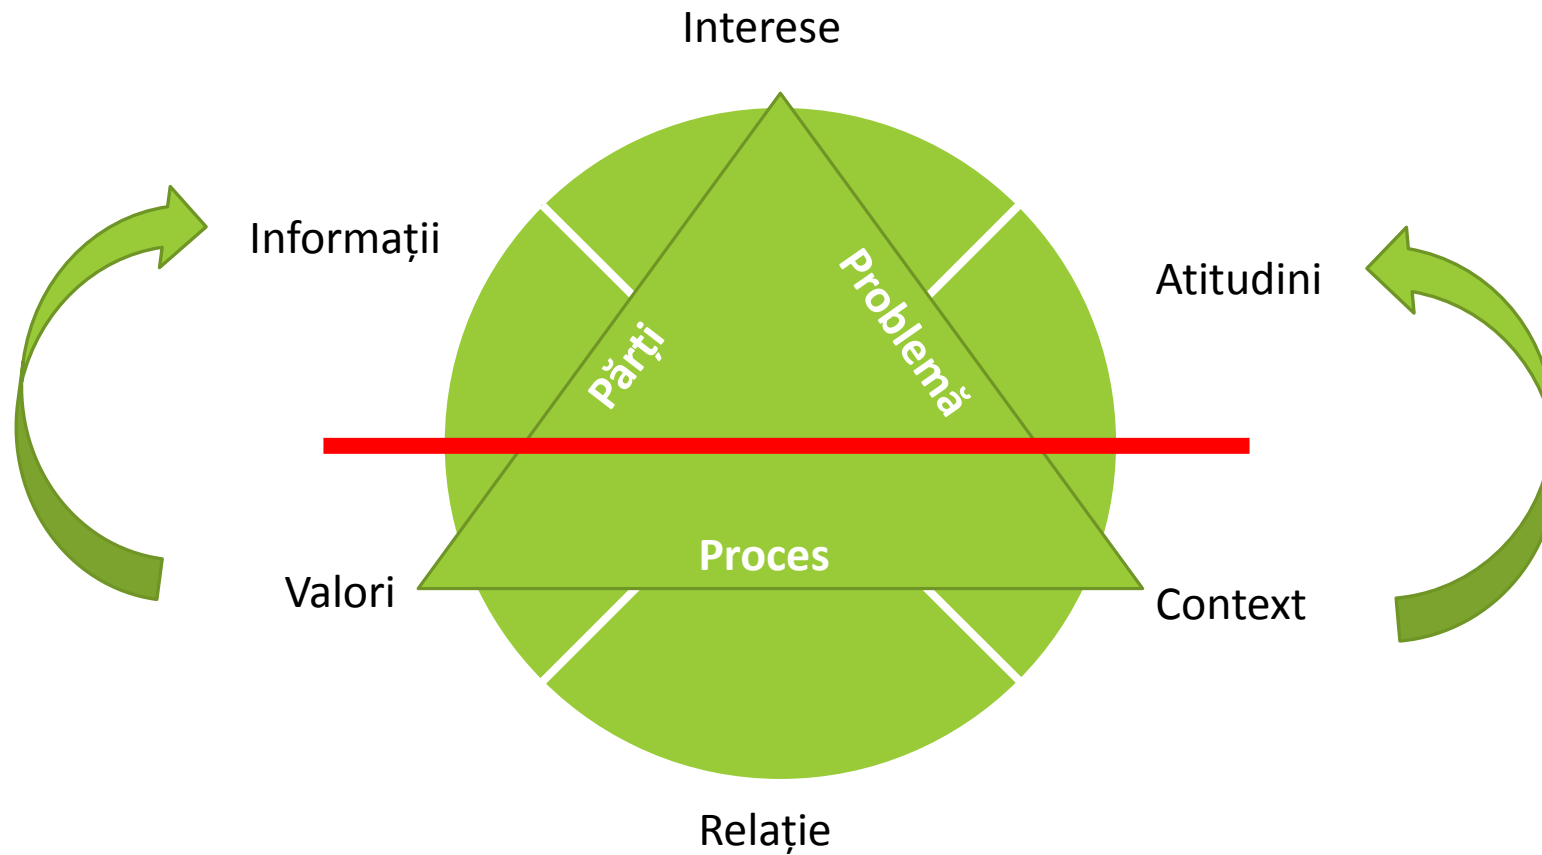 Interese
Informații
Atitudini
Părți
Problemă
Proces
Valori
Context
Relație